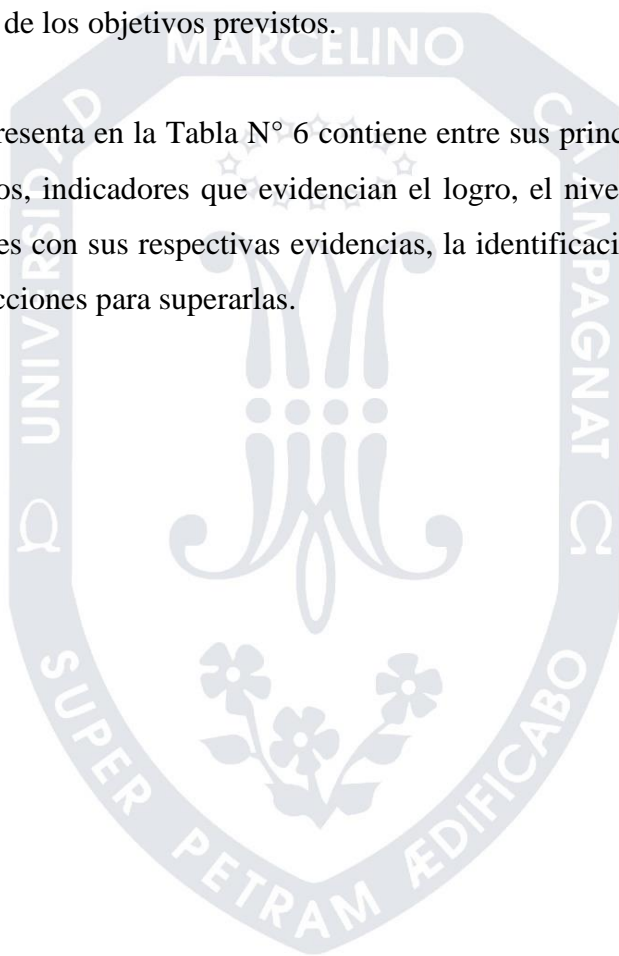 de los objetivos previstos.
resenta en la Tabla N° 6 contiene entre sus princ
os, indicadores que evidencian el logro, el nive
es con sus respectivas evidencias, la identificaci
cciones para superarlas.
UNIVERSIDAD MARCELINO CHAMPAGNAT
Ω Ω
SUPER PETRAM ÆDIFICABO